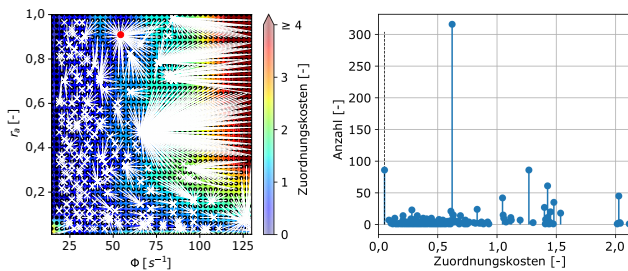 1,0
0,8
0,6
0,4
0,2
25 50 75 100 125
Φ [s⁻¹]
rₐ [-]
≥ 4
3
2
1
0
Zuordnungskosten [-]
300
250
200
150
100
50
0
0,0 0,5 1,0 1,5 2,0
Zuordnungskosten [-]
Anzahl [-]